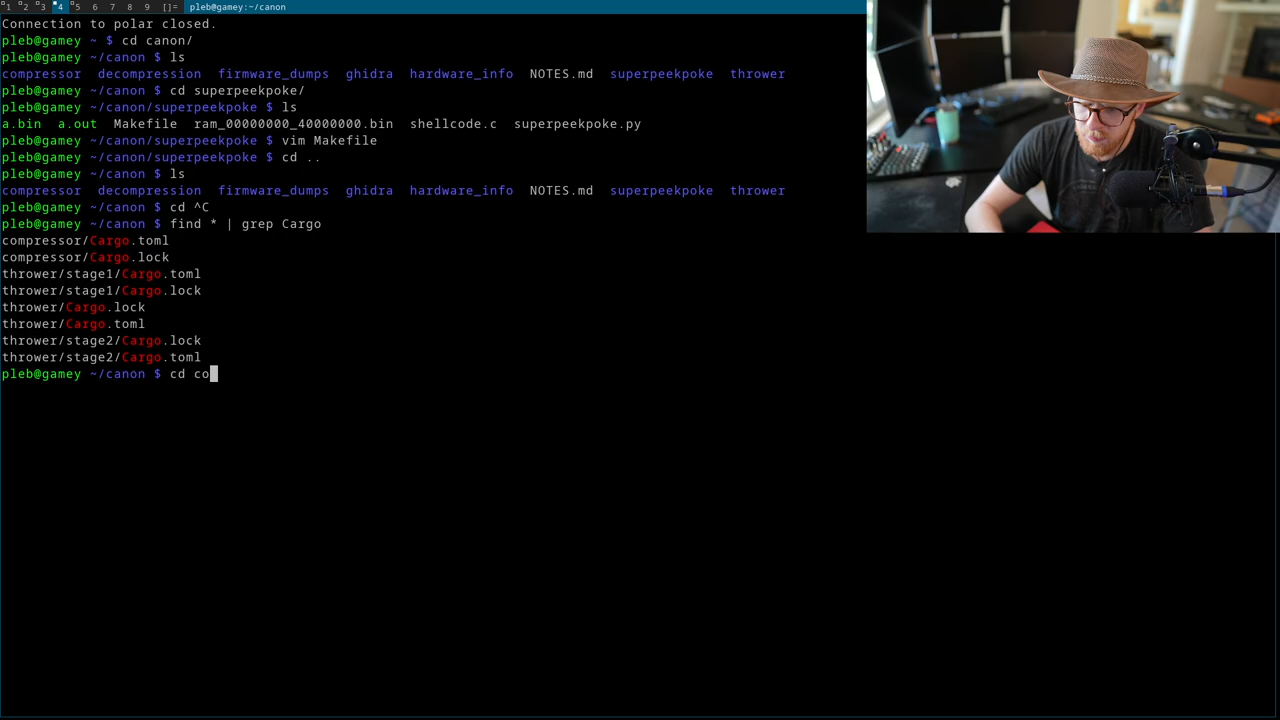 1 2 3 4 5 6 7 8 9 []= pleb@gamey:~/canon
Connection to polar closed.
pleb@gamey ~ $ cd canon/
pleb@gamey ~/canon $ ls
compressor decompression firmware_dumps ghidra hardware_info NOTES.md superpeekpoke thrower
pleb@gamey ~/canon $ cd superpeekpoke/
pleb@gamey ~/canon/superpeekpoke $ ls
a.bin a.out Makefile ram_00000000_40000000.bin shellcode.c superpeekpoke.py
pleb@gamey ~/canon/superpeekpoke $ vim Makefile
pleb@gamey ~/canon/superpeekpoke $ cd ..
pleb@gamey ~/canon $ ls
compressor decompression firmware_dumps ghidra hardware_info NOTES.md superpeekpoke thrower
pleb@gamey ~/canon $ cd ^C
pleb@gamey ~/canon $ find * | grep Cargo
compressor/Cargo.toml
compressor/Cargo.lock
thrower/stage1/Cargo.toml
thrower/stage1/Cargo.lock
thrower/Cargo.lock
thrower/Cargo.toml
thrower/stage2/Cargo.lock
thrower/stage2/Cargo.toml
pleb@gamey ~/canon $ cd co